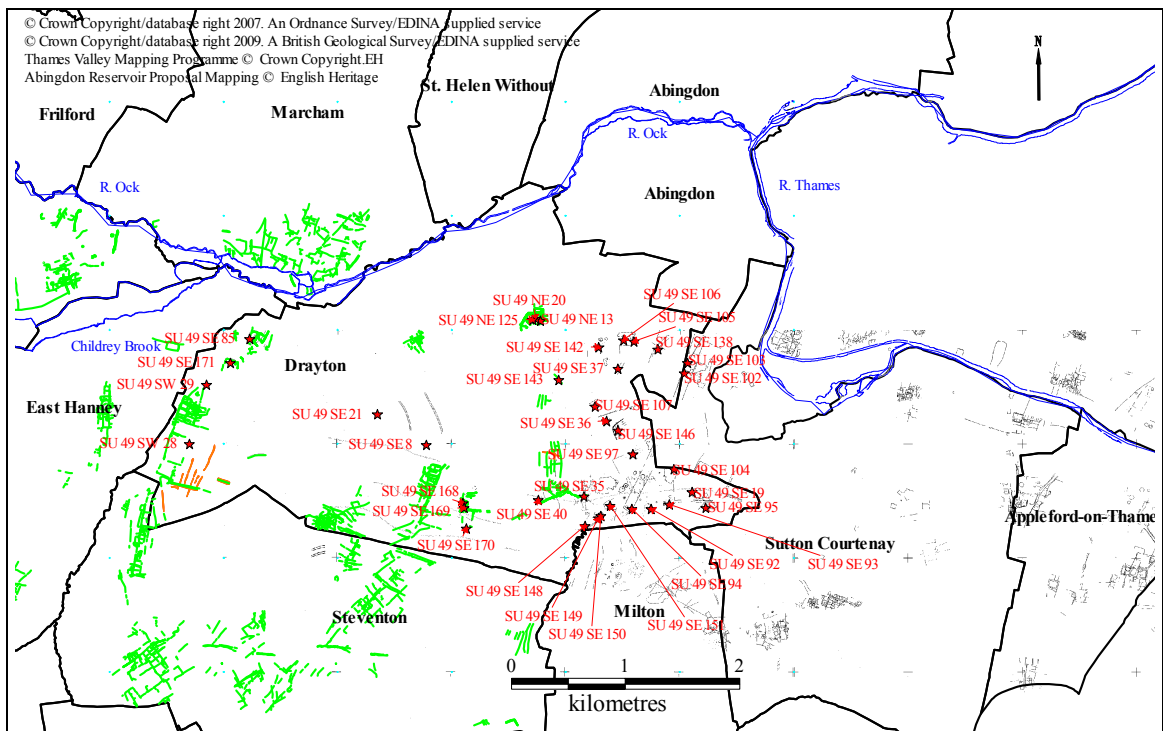 © Crown Copyright/database right 2007. An Ordnance Survey/EDINA supplied service
© Crown Copyright/database right 2009. A British Geological Survey/EDINA supplied service
Thames Valley Mapping Programme © Crown Copyright.EH
Abingdon Reservoir Proposal Mapping © English Heritage
N
St. Helen Without
Abingdon
Frilford
Marcham
R. Ock
R. Ock
R. Thames
Abingdon
SU 49 SE 106
SU 49 NE 20
SU 49 NE 125
SU 49 NE 13
SU 49 SE 105
SU 49 SE 85
SU 49 SE 142
SU 49 SE 138
Childrey Brook
SU 49 SE 171
Drayton
SU 49 SE 37
SU 49 SE 103
SU 49 SW 39
SU 49 SE 143
SU 49 SE 102
East Hanney
SU 49 SE 21
SU 49 SE 107
SU 49 SE 36
SU 49 SE 146
SU 49 SW 28
SU 49 SE 8
SU 49 SE 97
SU 49 SE 104
SU 49 SE 168
SU 49 SE 35
SU 49 SE 19
SU 49 SE 169
SU 49 SE 40
SU 49 SE 95
Appleford-on-Thame
SU 49 SE 170
Sutton Courtenay
SU 49 SE 92
SU 49 SE 93
SU 49 SE 94
SU 49 SE 148
Steventon
SU 49 SE 149
Milton
SU 49 SE 150
0
1
2
kilometres